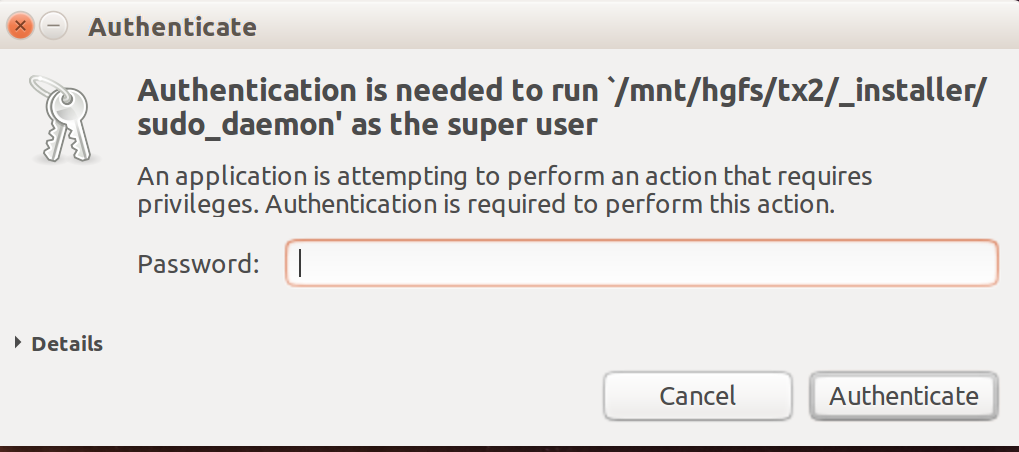 Authenticate
Authentication is needed to run `/mnt/hgfs/tx2/_installer/
sudo_daemon' as the super user
An application is attempting to perform an action that requires
privileges. Authentication is required to perform this action.
Password:
Details
Cancel
Authenticate